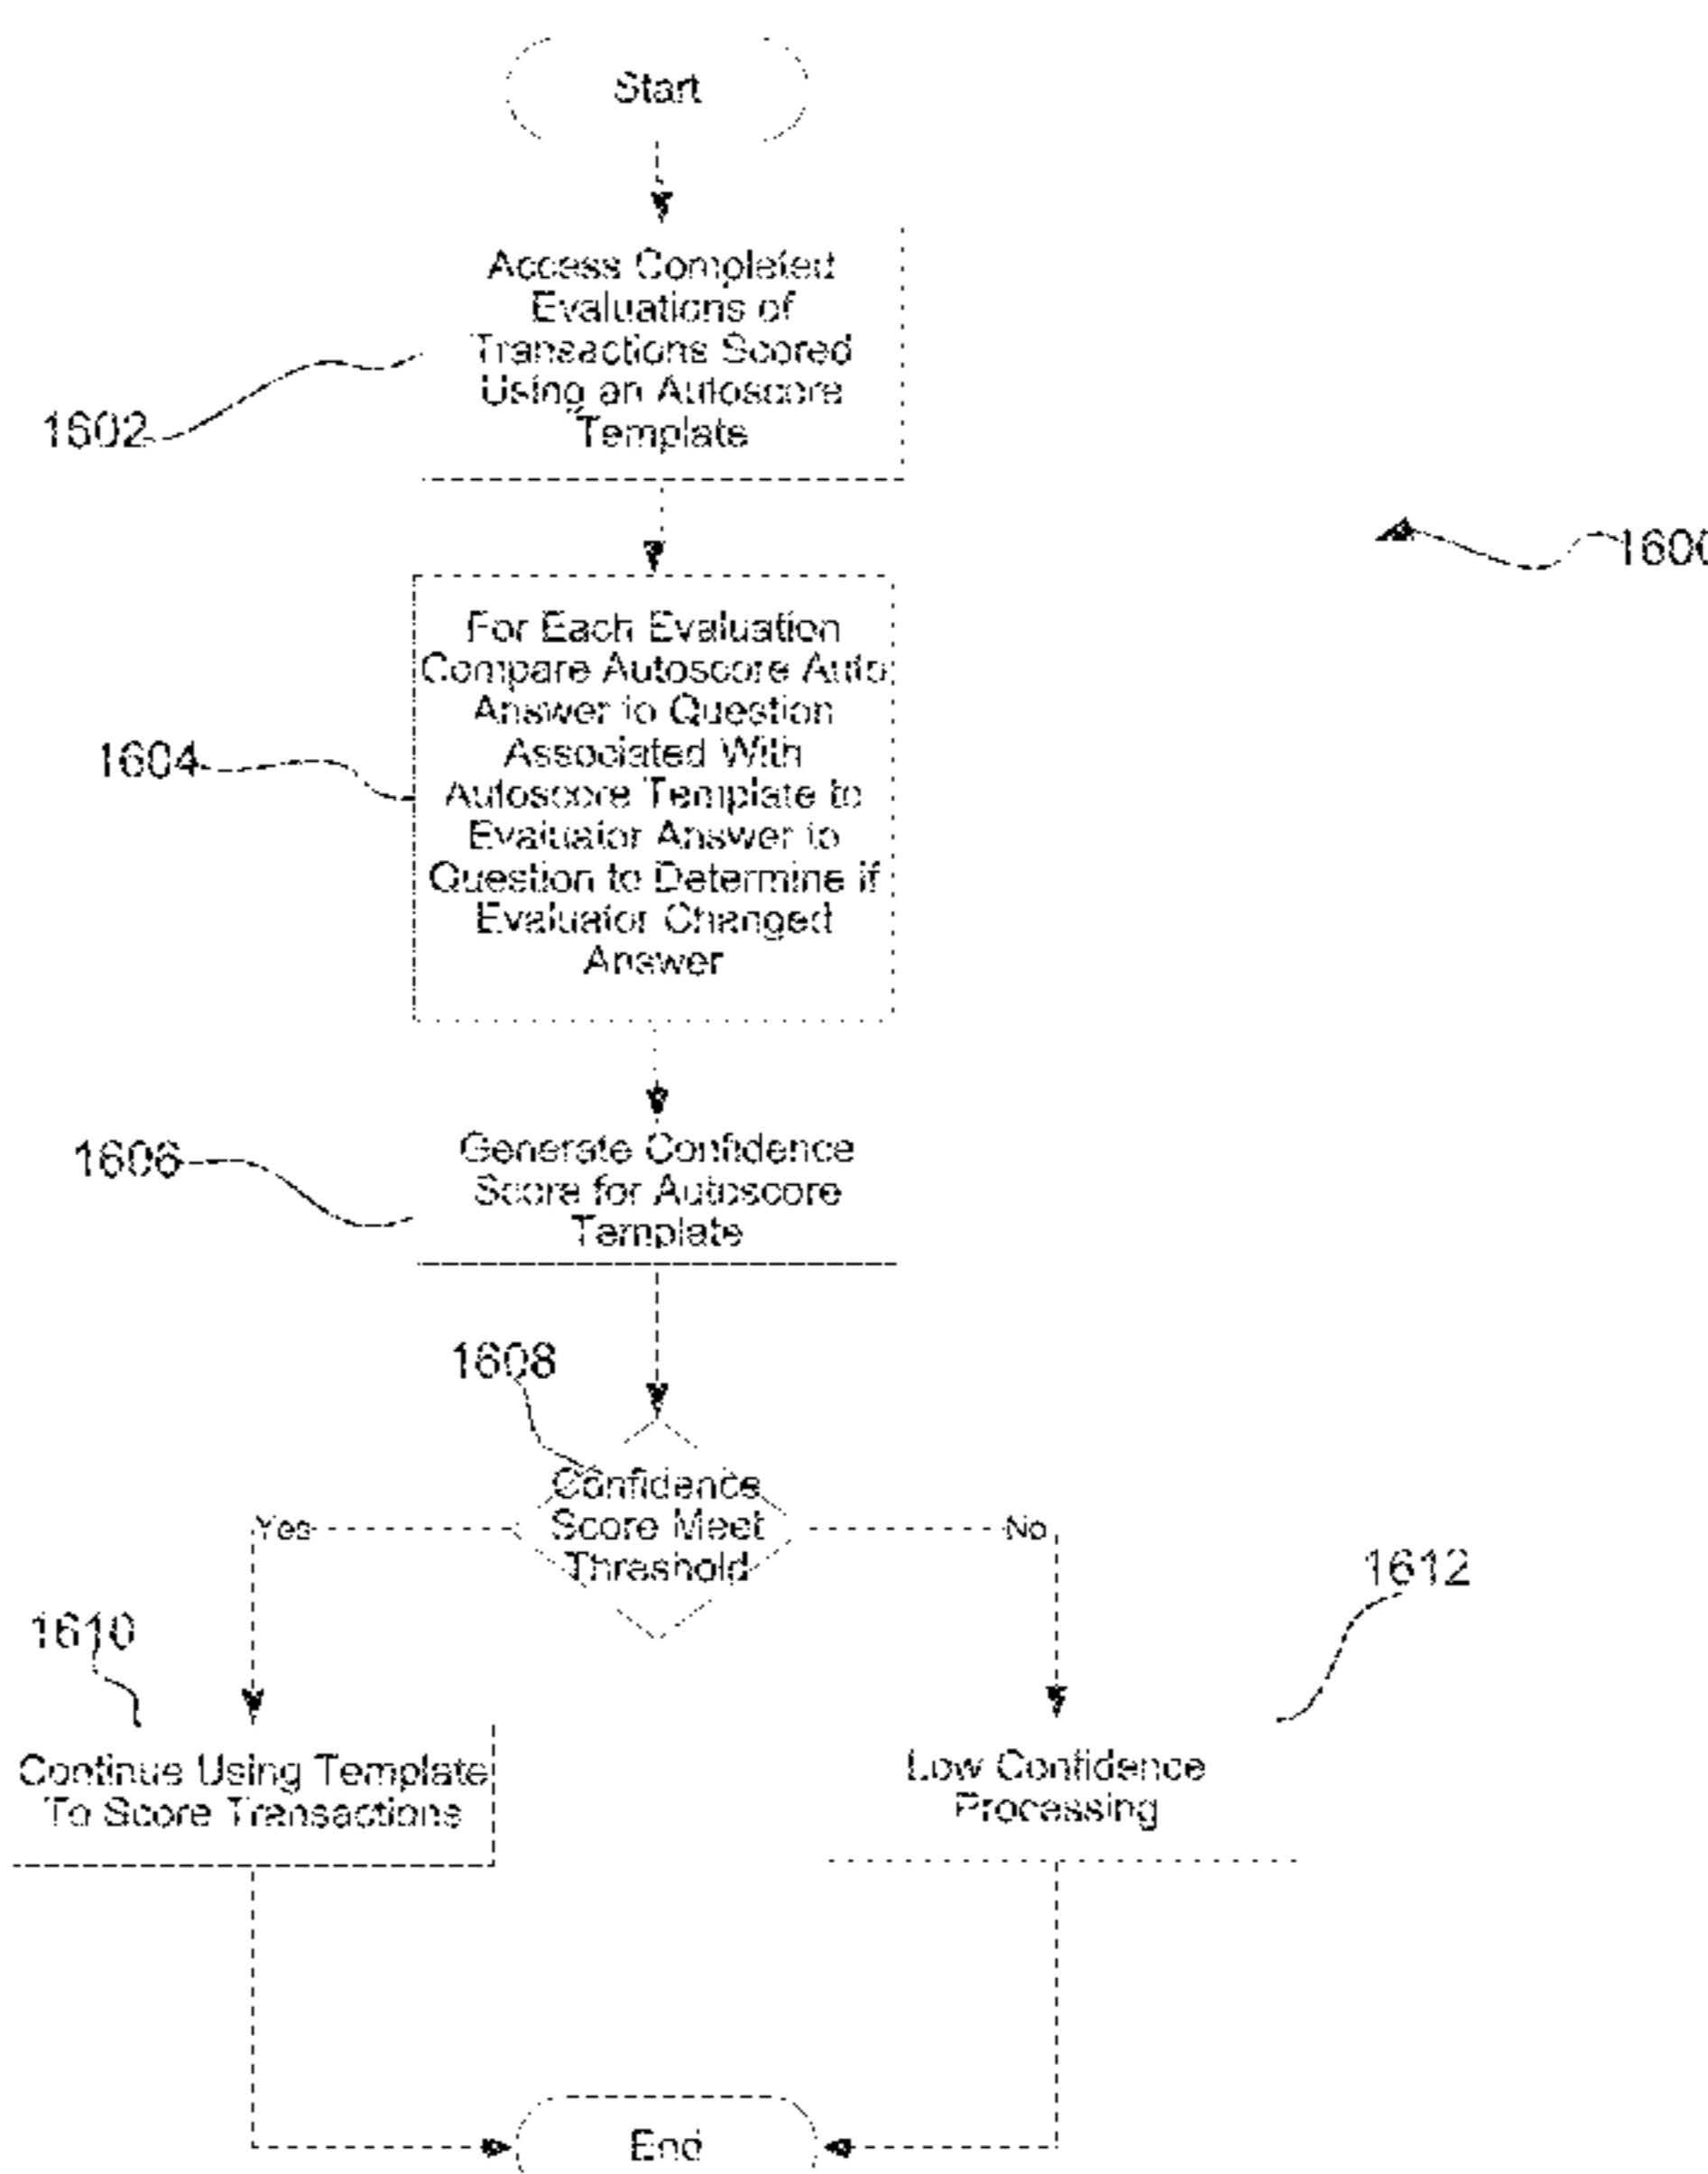 Start
Access Completed
Evaluations of
Transactions Scored
Using an Autoscore
Template
1602
1600
For Each Evaluation
Compare Autoscore Auto
Answer to Question
Associated With
Autoscore Template to
Evaluator Answer to
Question to Determine if
Evaluator Changed
Answer
1604
1606
Generate Confidence
Score for Autoscore
Template
1608
Confidence
Score Meet
Threshold
Yes
No
1610
1612
Continue Using Template
To Score Transactions
Low Confidence
Processing
End